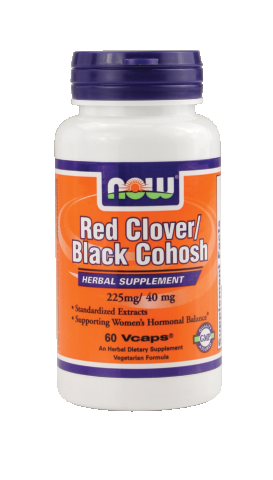 now
Red Clover/
Black Cohosh
HERBAL SUPPLEMENT
225mg/ 40 mg
• Standardized Extracts
• Supporting Women's Hormonal Balance*
60 Vcaps®
An Herbal Dietary Supplement
Vegetarian Formula
GMP